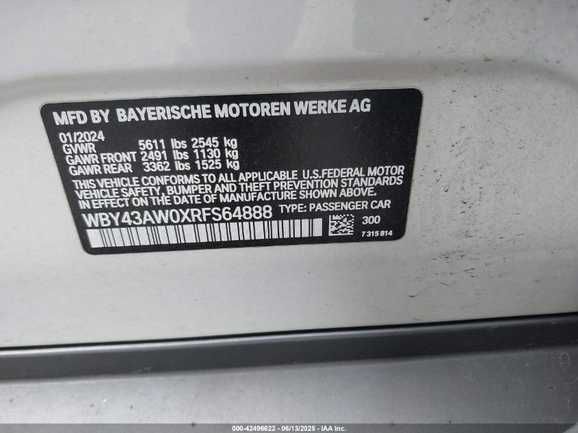 MFD BY BAYERISCHE MOTOREN WERKE AG
01/2024
GVWR 5611 lbs 2545 kg
GAWR FRONT 2491 lbs 1130 kg
GAWR REAR 3362 lbs 1525 kg
THIS VEHICLE CONFORMS TO ALL APPLICABLE U.S.FEDERAL MOTOR
VEHICLE SAFETY, BUMPER, AND THEFT PREVENTION STANDARDS
IN EFFECT ON THE DATE OF MANUFACTURE SHOWN ABOVE.
WBY43AW0XRFS64888 TYPE: PASSENGER CAR
300
7 315 814
000-42496622 - 06/13/2025 - IAA Inc.